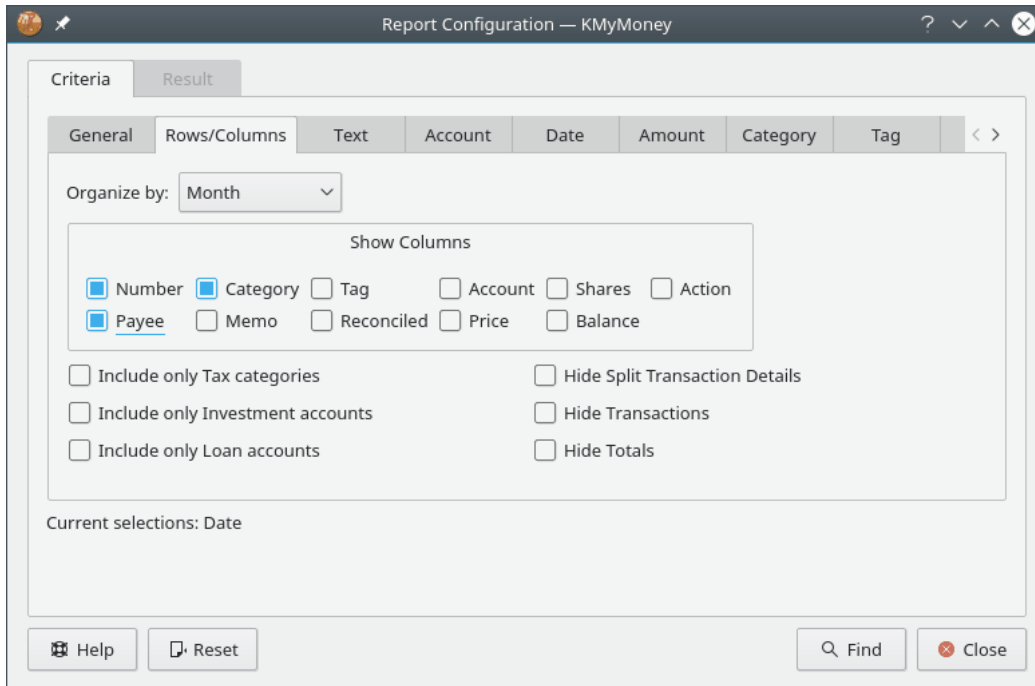 Report Configuration — KMyMoney
Criteria Result
General Rows/Columns Text Account Date Amount Category Tag
Organize by: Month
Show Columns
Number Category Tag Account Shares Action
Payee Memo Reconciled Price Balance
Include only Tax categories Hide Split Transaction Details
Include only Investment accounts Hide Transactions
Include only Loan accounts Hide Totals
Current selections: Date
Help Reset Find Close